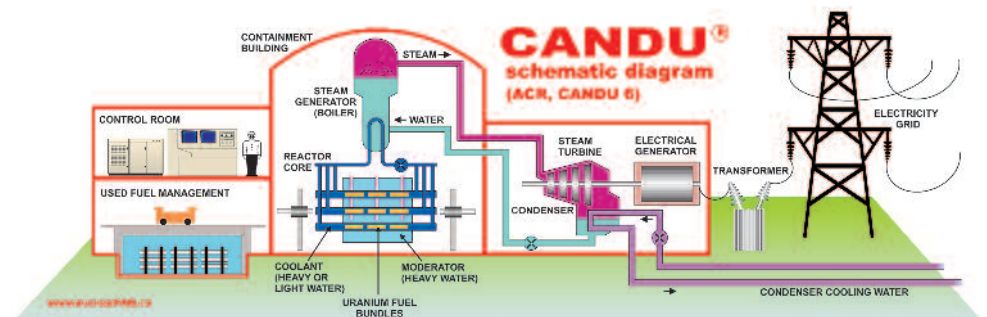 CANDU®
schematic diagram
(ACR, CANDU 6)
CONTAINMENT
BUILDING
STEAM →
STEAM
GENERATOR
(BOILER)
← WATER
CONTROL ROOM
REACTOR
CORE
USED FUEL MANAGEMENT
STEAM
TURBINE
ELECTRICAL
GENERATOR
CONDENSER
TRANSFORMER
ELECTRICITY
GRID
COOLANT
(HEAVY OR
LIGHT WATER)
MODERATOR
(HEAVY WATER)
URANIUM FUEL
BUNDLES
CONDENSER COOLING WATER